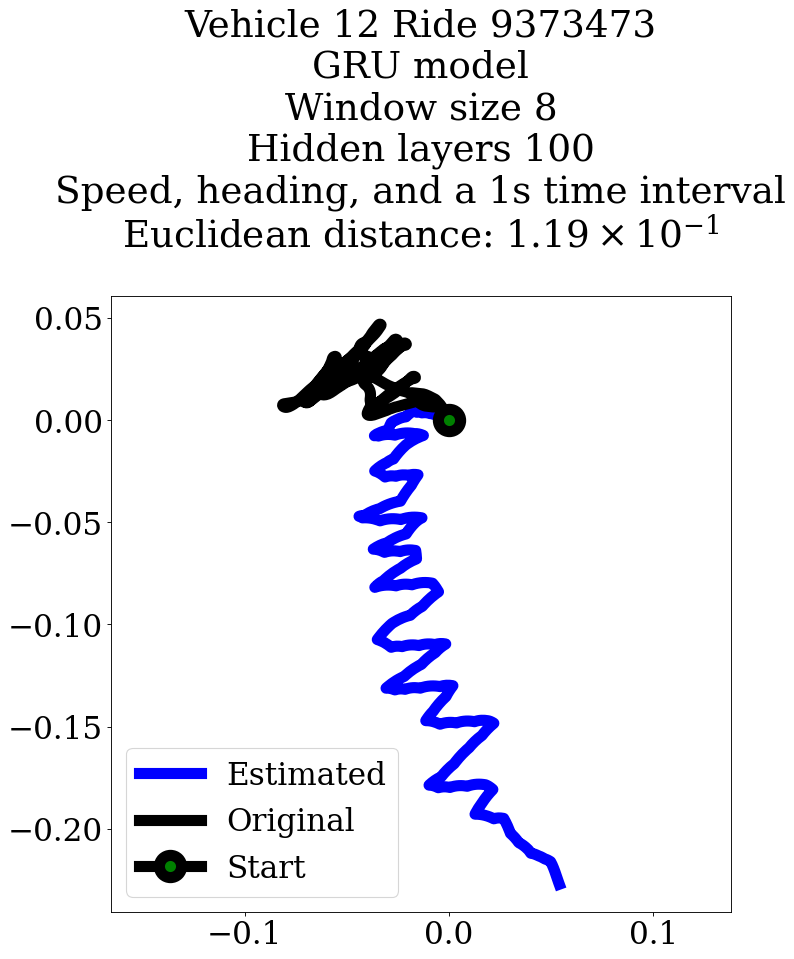 Vehicle 12 Ride 9373473
GRU model
Window size 8
Hidden layers 100
Speed, heading, and a 1s time interval
Euclidean distance: 1.19 × 10⁻¹
0.05
0.00
−0.05
−0.10
−0.15
−0.20
Estimated
Original
Start
−0.1
0.0
0.1